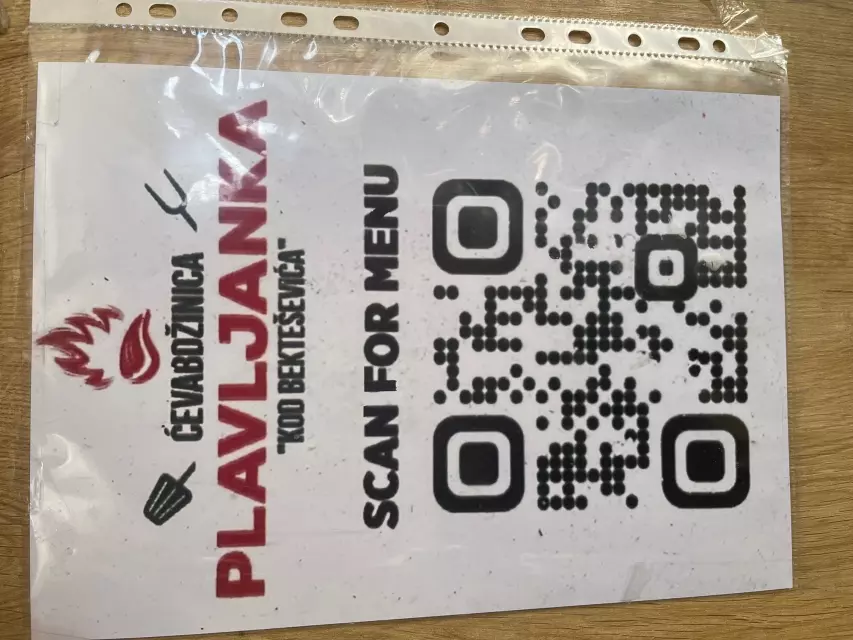 ĆEVABDŽINICA
PLAVLJANKA
"KOD BEKTEŠEVIĆA"
SCAN FOR MENU